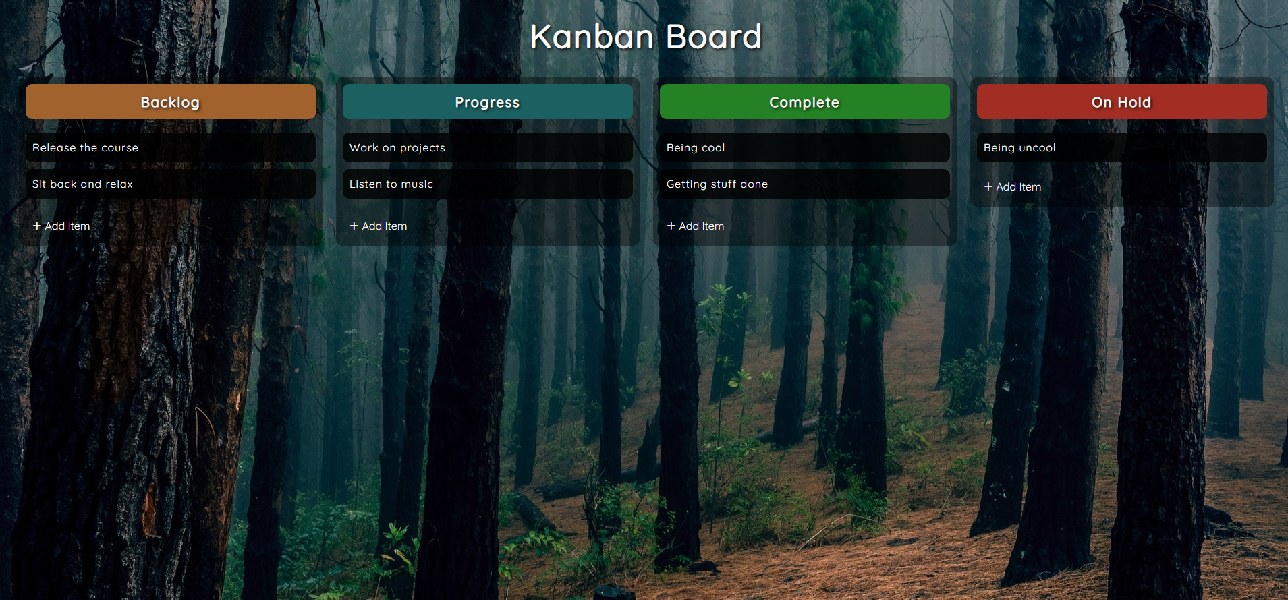 Kanban Board
Backlog
Release the course
Sit back and relax
+ Add Item
Progress
Work on projects
Listen to music
+ Add Item
Complete
Being cool
Getting stuff done
+ Add Item
On Hold
Being uncool
+ Add Item